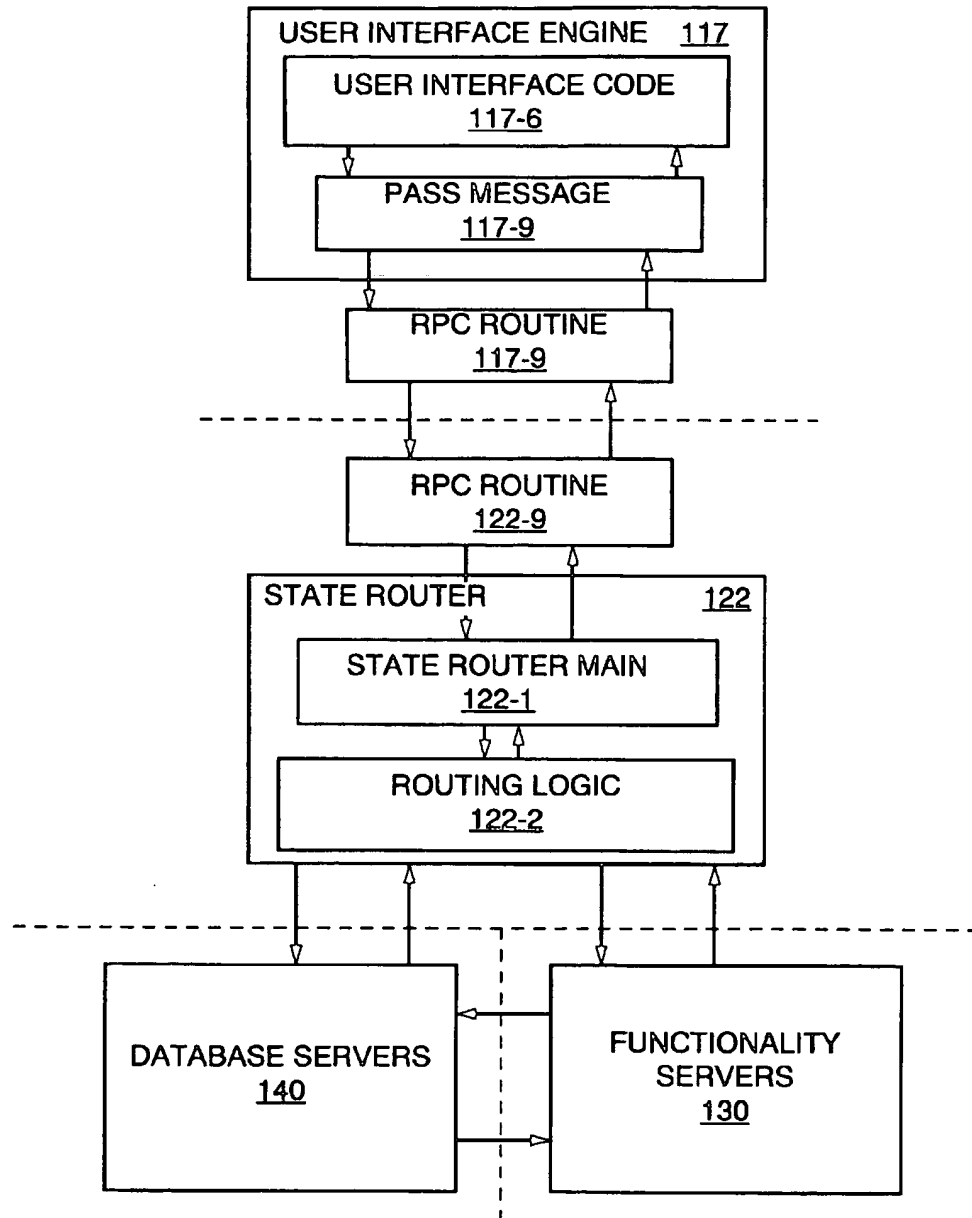 USER INTERFACE ENGINE 117
USER INTERFACE CODE
117-6
PASS MESSAGE
117-9
RPC ROUTINE
117-9
RPC ROUTINE
122-9
STATE ROUTER 122
STATE ROUTER MAIN
122-1
ROUTING LOGIC
122-2
DATABASE SERVERS
140
FUNCTIONALITY
SERVERS
130